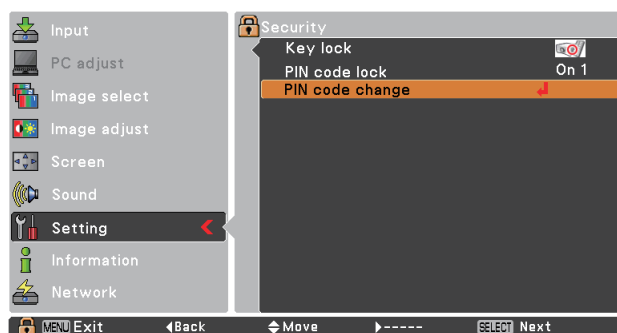 Input
PC adjust
Image select
Image adjust
Screen
Sound
Setting
Information
Network
Security
Key lock
PIN code lock On 1
PIN code change
MENU Exit ◀Back Move ▶----- SELECT Next